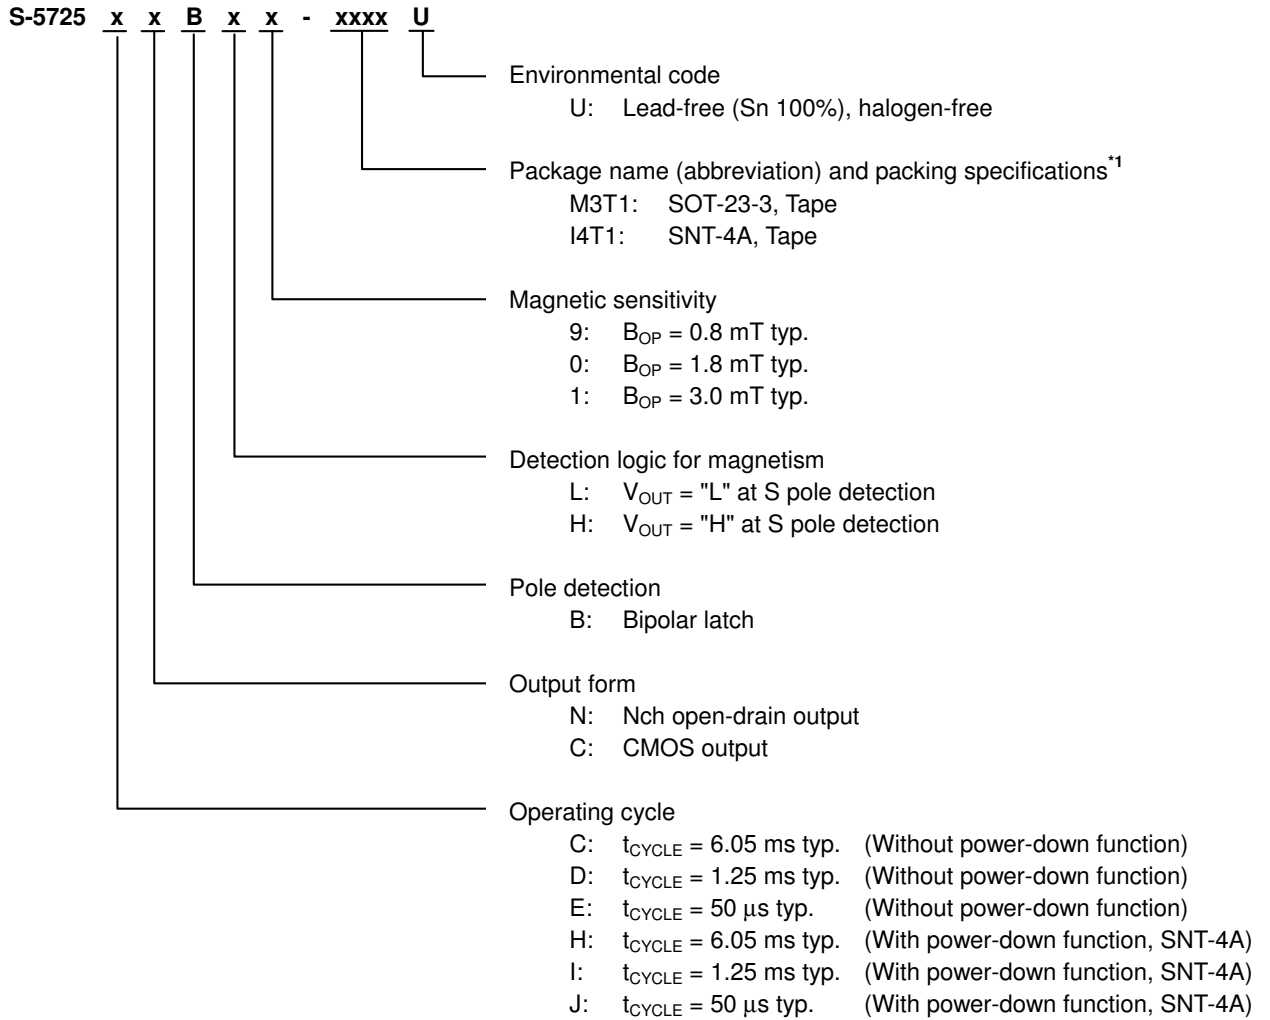 S-5725 x x B x x - xxxx U
Environmental code
U: Lead-free (Sn 100%), halogen-free
Package name (abbreviation) and packing specifications*1
M3T1: SOT-23-3, Tape
I4T1: SNT-4A, Tape
Magnetic sensitivity
9: BOP = 0.8 mT typ.
0: BOP = 1.8 mT typ.
1: BOP = 3.0 mT typ.
Detection logic for magnetism
L: VOUT = "L" at S pole detection
H: VOUT = "H" at S pole detection
Pole detection
B: Bipolar latch
Output form
N: Nch open-drain output
C: CMOS output
Operating cycle
C: tCYCLE = 6.05 ms typ. (Without power-down function)
D: tCYCLE = 1.25 ms typ. (Without power-down function)
E: tCYCLE = 50 μs typ. (Without power-down function)
H: tCYCLE = 6.05 ms typ. (With power-down function, SNT-4A)
I: tCYCLE = 1.25 ms typ. (With power-down function, SNT-4A)
J: tCYCLE = 50 μs typ. (With power-down function, SNT-4A)